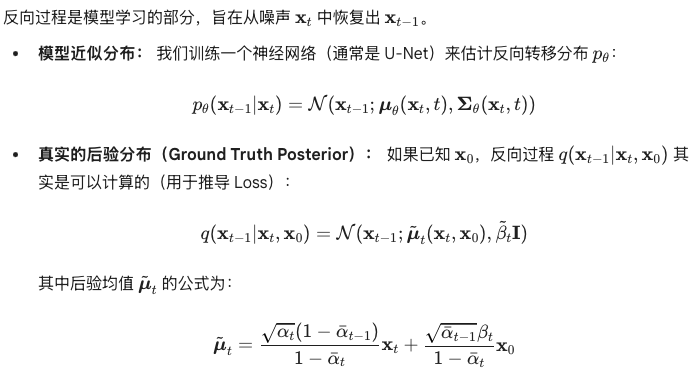 反向过程是模型学习的部分，旨在从噪声 $\mathbf{x}_t$ 中恢复出 $\mathbf{x}_{t-1}$。
• 模型近似分布： 我们训练一个神经网络（通常是 U-Net）来估计反向转移分布 $p_\theta$：
$p_\theta(\mathbf{x}_{t-1}|\mathbf{x}_t) = \mathcal{N}(\mathbf{x}_{t-1}; \boldsymbol{\mu}_\theta(\mathbf{x}_t, t), \boldsymbol{\Sigma}_\theta(\mathbf{x}_t, t))$
• 真实的后验分布（Ground Truth Posterior）： 如果已知 $\mathbf{x}_0$，反向过程 $q(\mathbf{x}_{t-1}|\mathbf{x}_t, \mathbf{x}_0)$ 其
实是可以计算的（用于推导 Loss）：
$q(\mathbf{x}_{t-1}|\mathbf{x}_t, \mathbf{x}_0) = \mathcal{N}(\mathbf{x}_{t-1}; \tilde{\boldsymbol{\mu}}_t(\mathbf{x}_t, \mathbf{x}_0), \tilde{\beta}_t\mathbf{I})$
其中后验均值 $\tilde{\boldsymbol{\mu}}_t$ 的公式为：
$\tilde{\boldsymbol{\mu}}_t = \frac{\sqrt{\alpha_t}(1 - \bar{\alpha}_{t-1})}{1 - \bar{\alpha}_t}\mathbf{x}_t + \frac{\sqrt{\bar{\alpha}_{t-1}}\beta_t}{1 - \bar{\alpha}_t}\mathbf{x}_0$